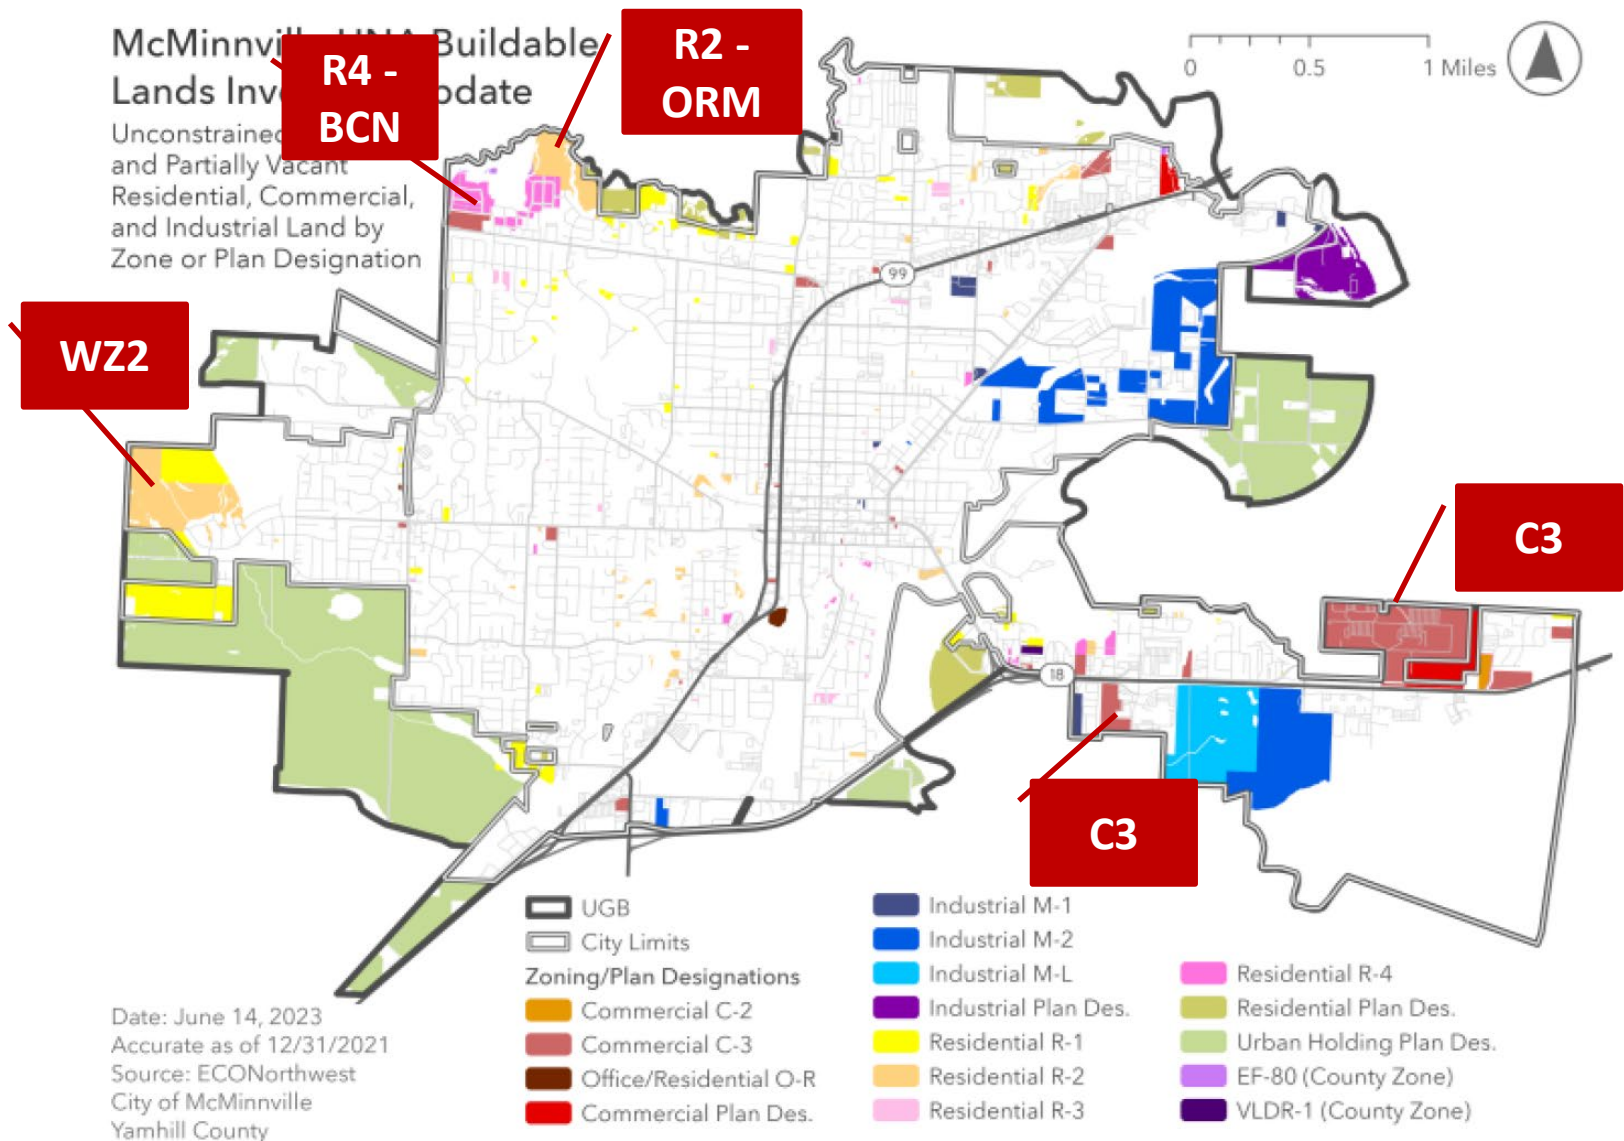 McMinnville HNA Buildable
Lands Inv pdate
Unconstrained
and Partially Vacant
Residential, Commercial,
and Industrial Land by
Zone or Plan Designation
R4 -
BCN
R2 -
ORM
0 0.5 1 Miles
WZ2
99
C3
18
C3
UGB
City Limits
Zoning/Plan Designations
Commercial C-2
Commercial C-3
Office/Residential O-R
Commercial Plan Des.
Industrial M-1
Industrial M-2
Industrial M-L
Industrial Plan Des.
Residential R-1
Residential R-2
Residential R-3
Residential R-4
Residential Plan Des.
Urban Holding Plan Des.
EF-80 (County Zone)
VLDR-1 (County Zone)
Date: June 14, 2023
Accurate as of 12/31/2021
Source: ECONorthwest
City of McMinnville
Yamhill County